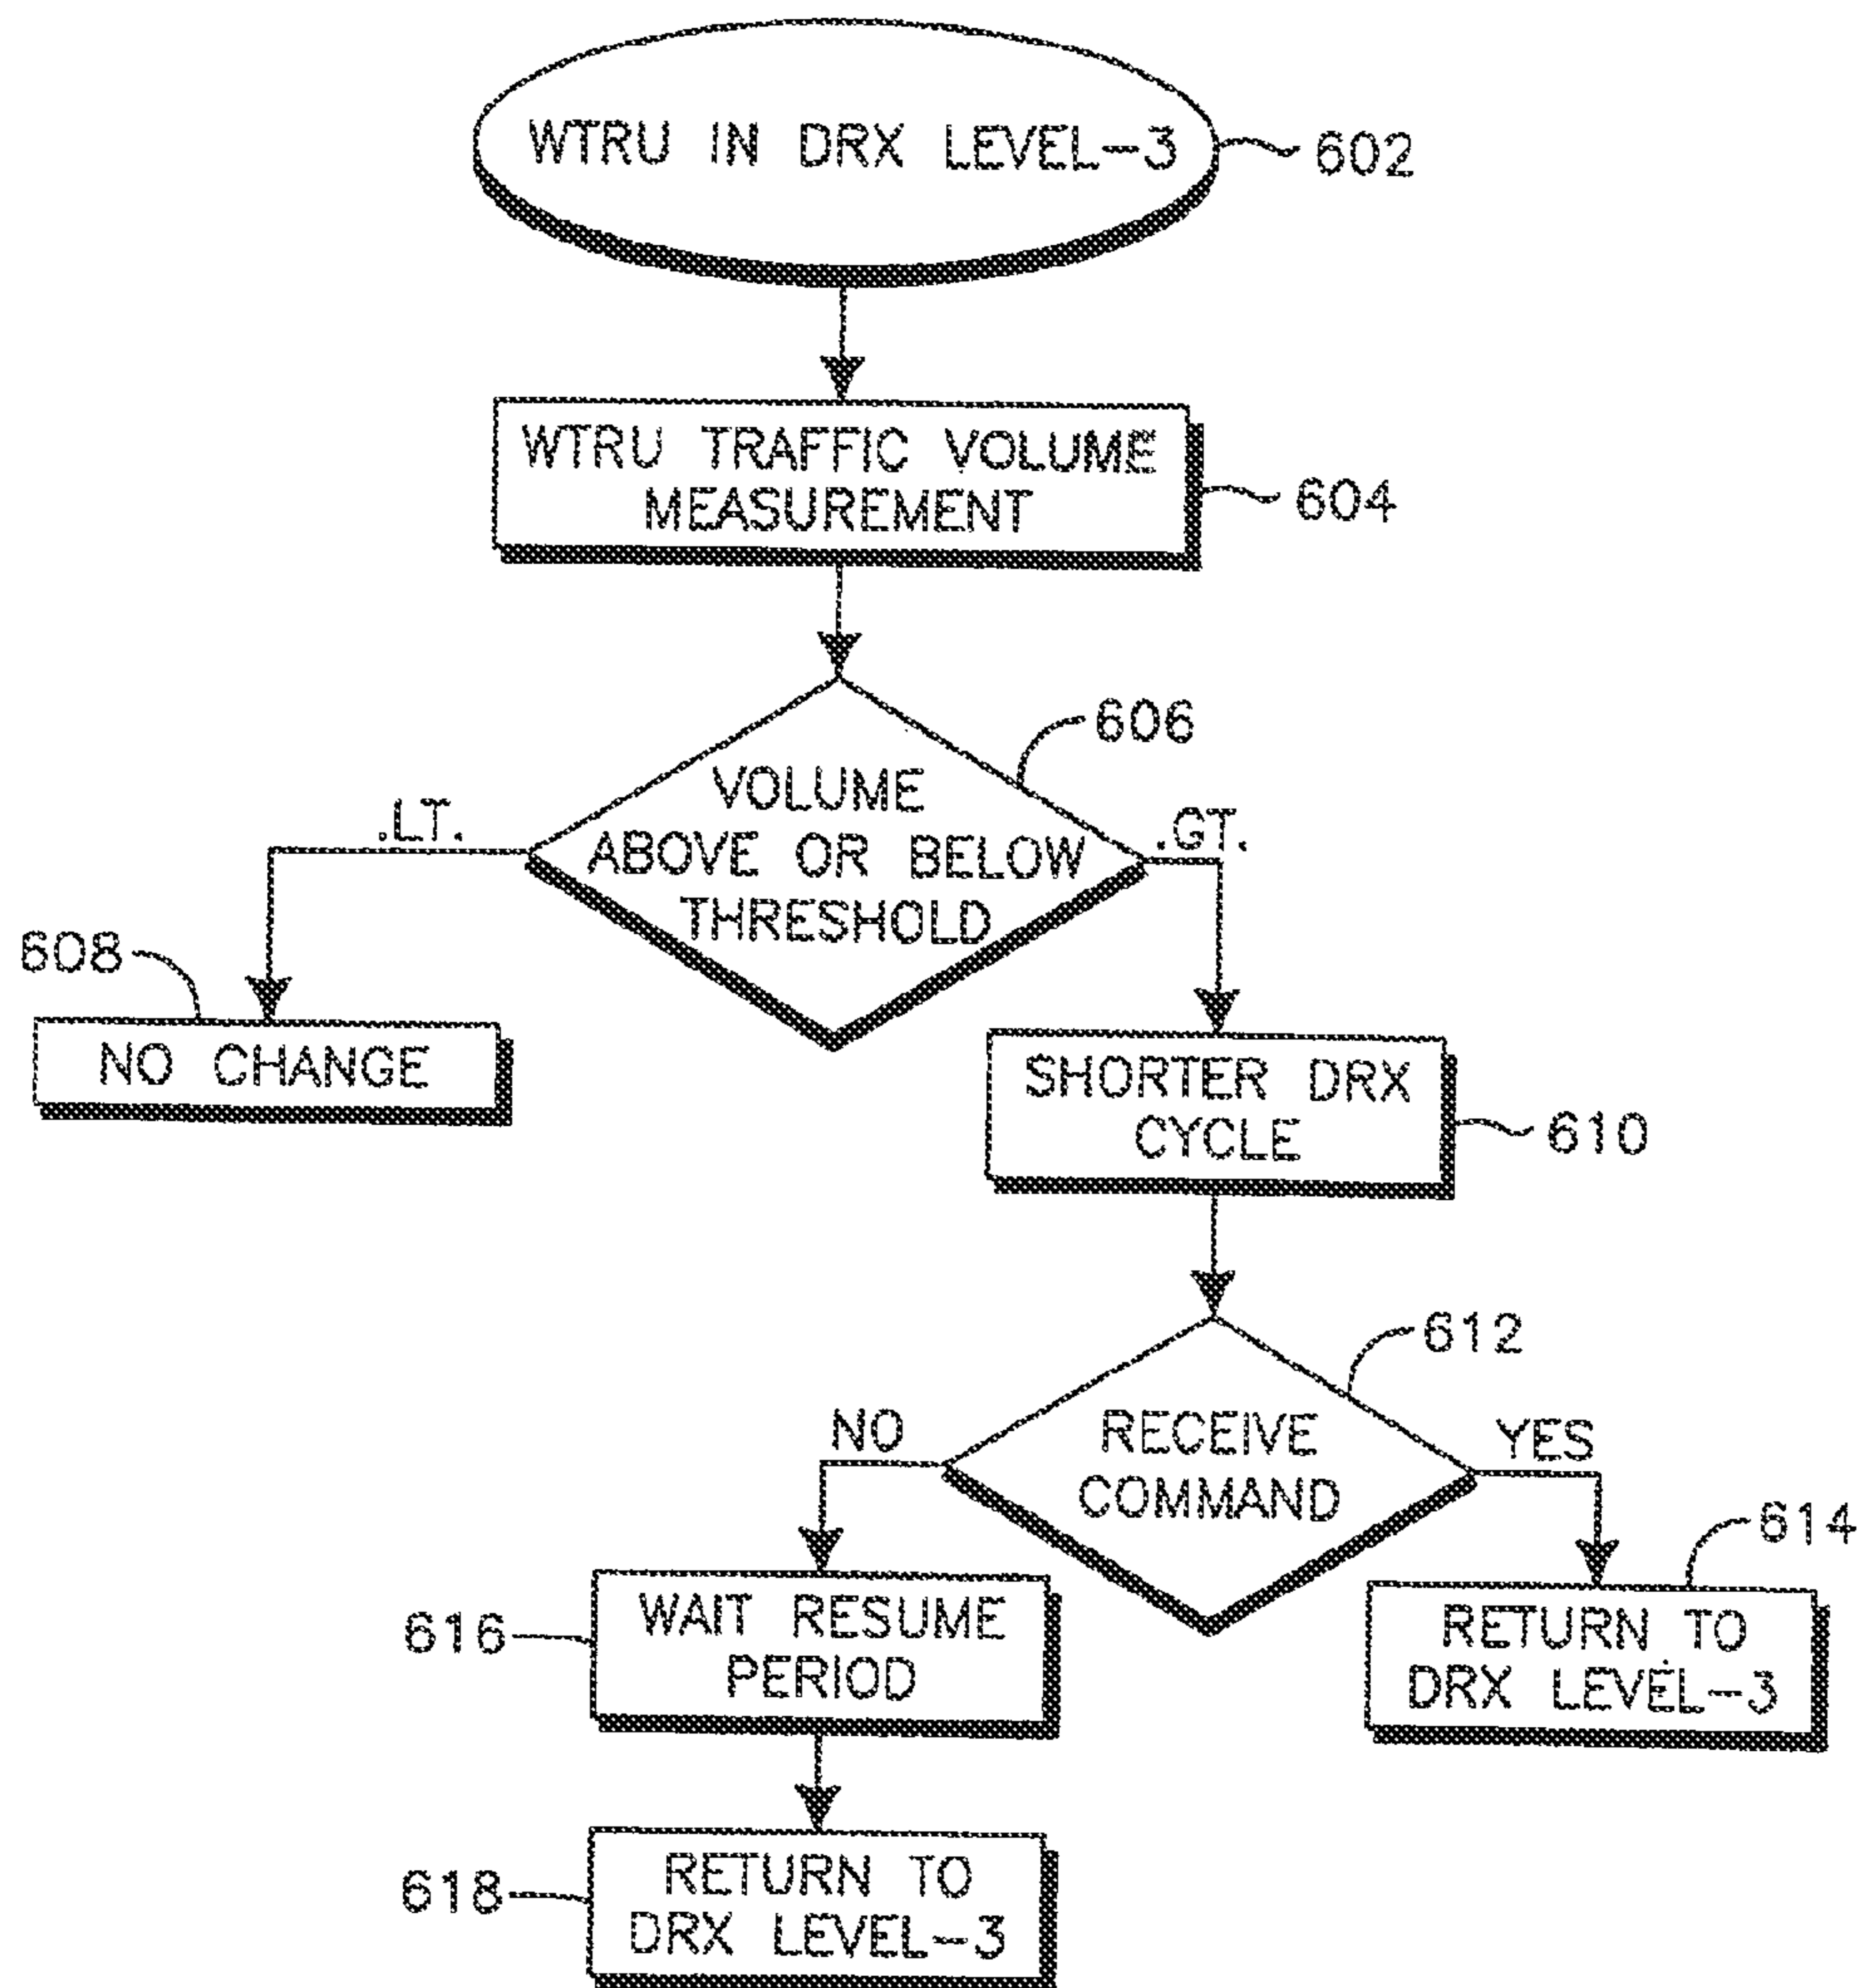 WTRU IN DRX LEVEL-3
602
WTRU TRAFFIC VOLUME
MEASUREMENT
604
606
VOLUME
ABOVE OR BELOW
THRESHOLD
.LT.
.GT.
608
NO CHANGE
SHORTER DRX
CYCLE
610
612
RECEIVE
COMMAND
NO
YES
614
616
WAIT RESUME
PERIOD
RETURN TO
DRX LEVEL-3
618
RETURN TO
DRX LEVEL-3